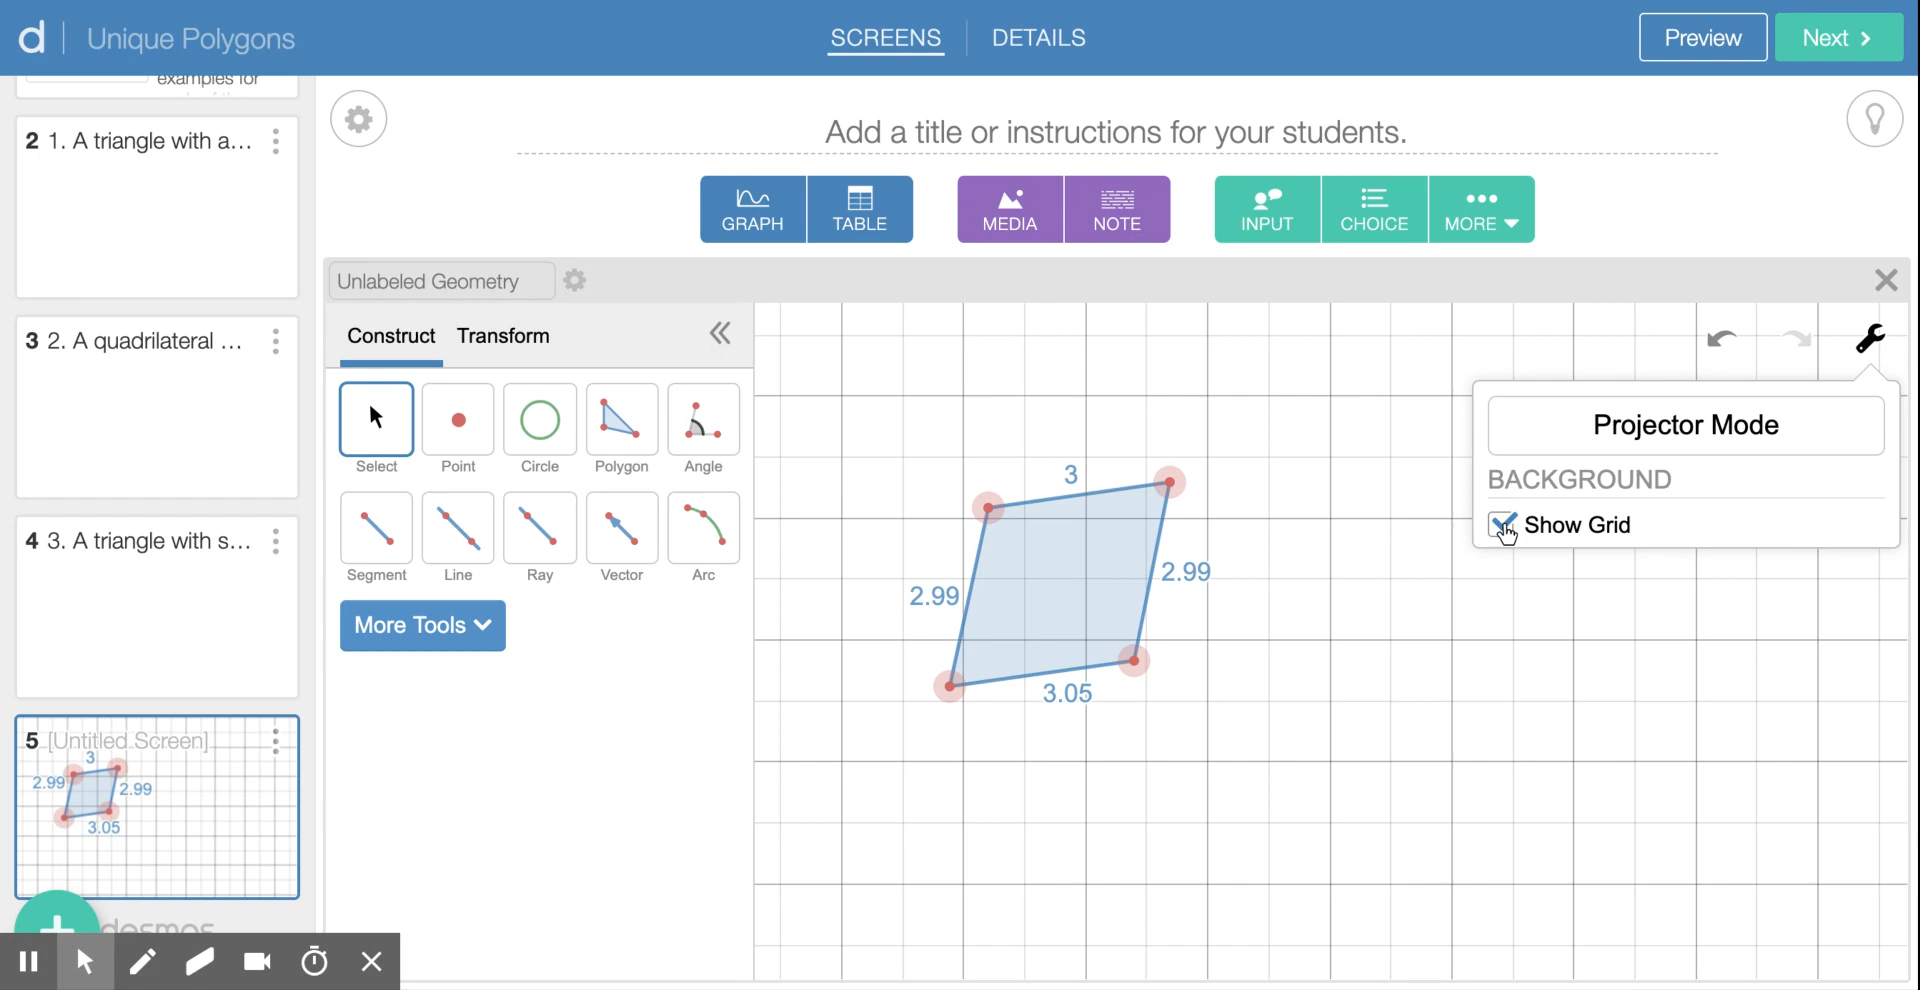 d Unique Polygons
SCREENS
DETAILS
Preview
Next
examples for
2 1. A triangle with a...
3 2. A quadrilateral ...
4 3. A triangle with s...
5 [Untitled Screen]
3
2.99
2.99
3.05
desmos
Add a title or instructions for your students.
GRAPH
TABLE
MEDIA
NOTE
INPUT
CHOICE
MORE
Unlabeled Geometry
Construct
Transform
Select
Point
Circle
Polygon
Angle
Segment
Line
Ray
Vector
Arc
More Tools
3
2.99
2.99
3.05
Projector Mode
BACKGROUND
Show Grid